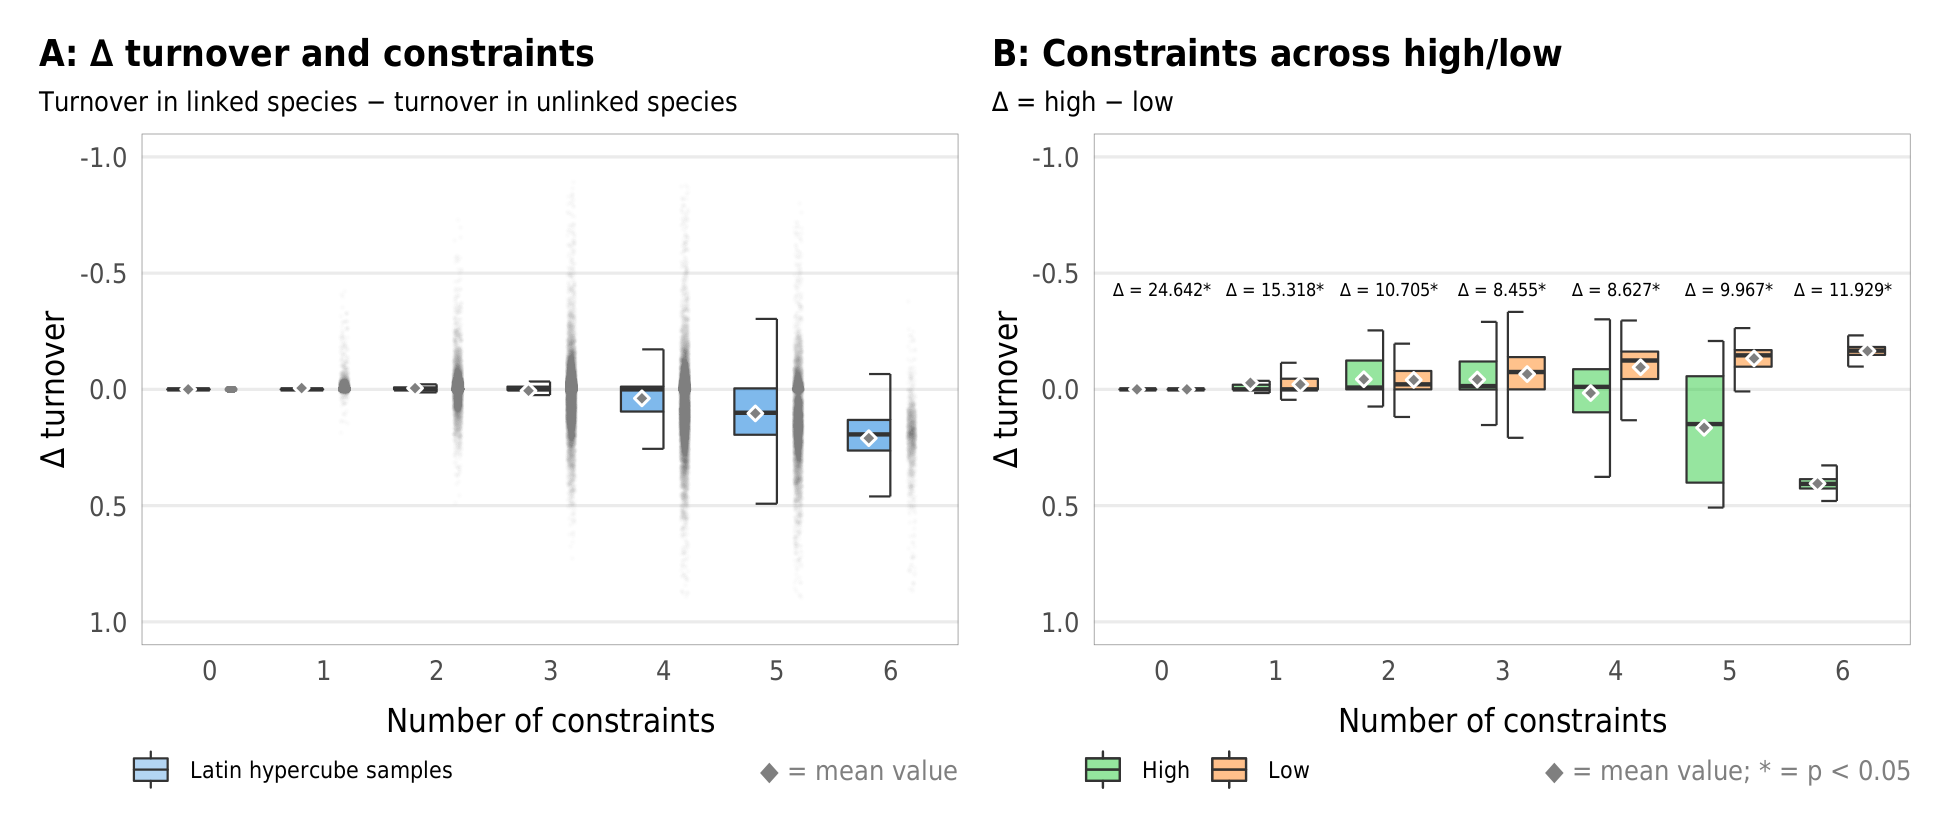 A: Δ turnover and constraints
Turnover in linked species − turnover in unlinked species
-1.0
-0.5
0.0
0.5
1.0
Δ turnover
0 1 2 3 4 5 6
Number of constraints
Latin hypercube samples
◆ = mean value
B: Constraints across high/low
Δ = high − low
-1.0
-0.5
0.0
0.5
1.0
Δ turnover
Δ = 24.642* Δ = 15.318* Δ = 10.705* Δ = 8.455* Δ = 8.627* Δ = 9.967* Δ = 11.929*
0 1 2 3 4 5 6
Number of constraints
High Low
◆ = mean value; * = p < 0.05